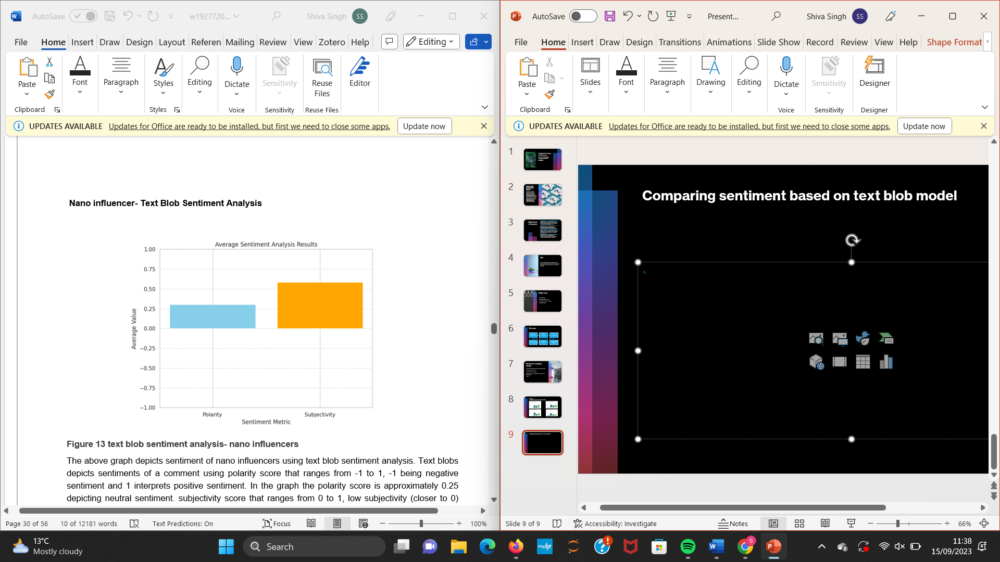 AutoSave
w1927720...
Shiva Singh
SS
File Home Insert Draw Design Layout Referen Mailing Review View Zotero Help
Editing
Paste
Font
Paragraph
Styles
Editing
Dictate
Sensitivity
Reuse Files
Editor
Clipboard
Styles
Voice
Sensitivity
Reuse Files
UPDATES AVAILABLE Updates for Office are ready to be installed, but first we need to close some apps. Update now
Nano influencer- Text Blob Sentiment Analysis
Average Sentiment Analysis Results
1.00
0.75
0.50
0.25
0.00
−0.25
−0.50
−0.75
−1.00
Average Value
Polarity
Subjectivity
Sentiment Metric
Figure 13 text blob sentiment analysis- nano influencers
The above graph depicts sentiment of nano influencers using text blob sentiment analysis. Text blobs
depicts sentiments of a comment using polarity score that ranges from -1 to 1, -1 being negative
sentiment and 1 interprets positive sentiment. In the graph the polarity score is approximately 0.25
depicting neutral sentiment. subjectivity score that ranges from 0 to 1, low subjectivity (closer to 0)
Page 30 of 56
10 of 12181 words
Text Predictions: On
Focus
100%
AutoSave
Present...
Shiva Singh
SS
File Home Insert Draw Design Transitions Animations Slide Show Record Review View Help Shape Format
Paste
Slides
Font
Paragraph
Drawing
Editing
Dictate
Sensitivity
Designer
Clipboard
Voice
Sensitivity
Designer
UPDATES AVAILABLE Updates for Office are ready to be installed, but first we need to close some apps. Update now
1
2
3
4
5
6
7
8
9
Comparing sentiment based on text blob model
Slide 9 of 9
Accessibility: Investigate
Notes
66%
13°C
Mostly cloudy
Search
myhp
S
11:38
15/09/2023